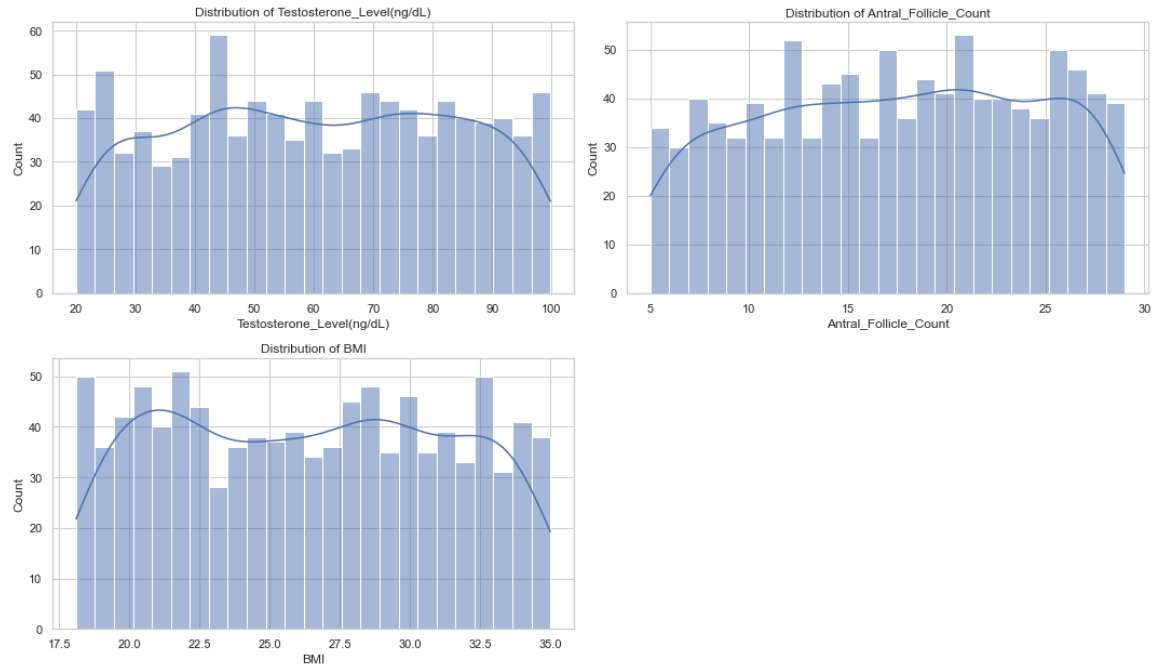 Distribution of Testosterone_Level(ng/dL)
60
50
40
30
20
10
0
Count
20 30 40 50 60 70 80 90 100
Testosterone_Level(ng/dL)
Distribution of Antral_Follicle_Count
50
40
30
20
10
0
Count
5 10 15 20 25 30
Antral_Follicle_Count
Distribution of BMI
50
40
30
20
10
0
Count
17.5 20.0 22.5 25.0 27.5 30.0 32.5 35.0
BMI